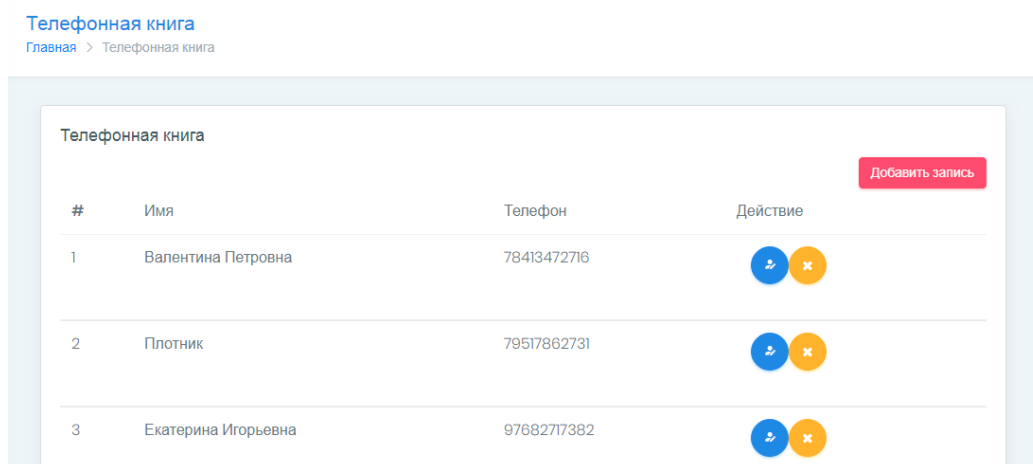 Телефонная книга
Главная > Телефонная книга
Телефонная книга
Добавить запись
# Имя Телефон Действие
1 Валентина Петровна 78413472716
2 Плотник 79517862731
3 Екатерина Игорьевна 97682717382